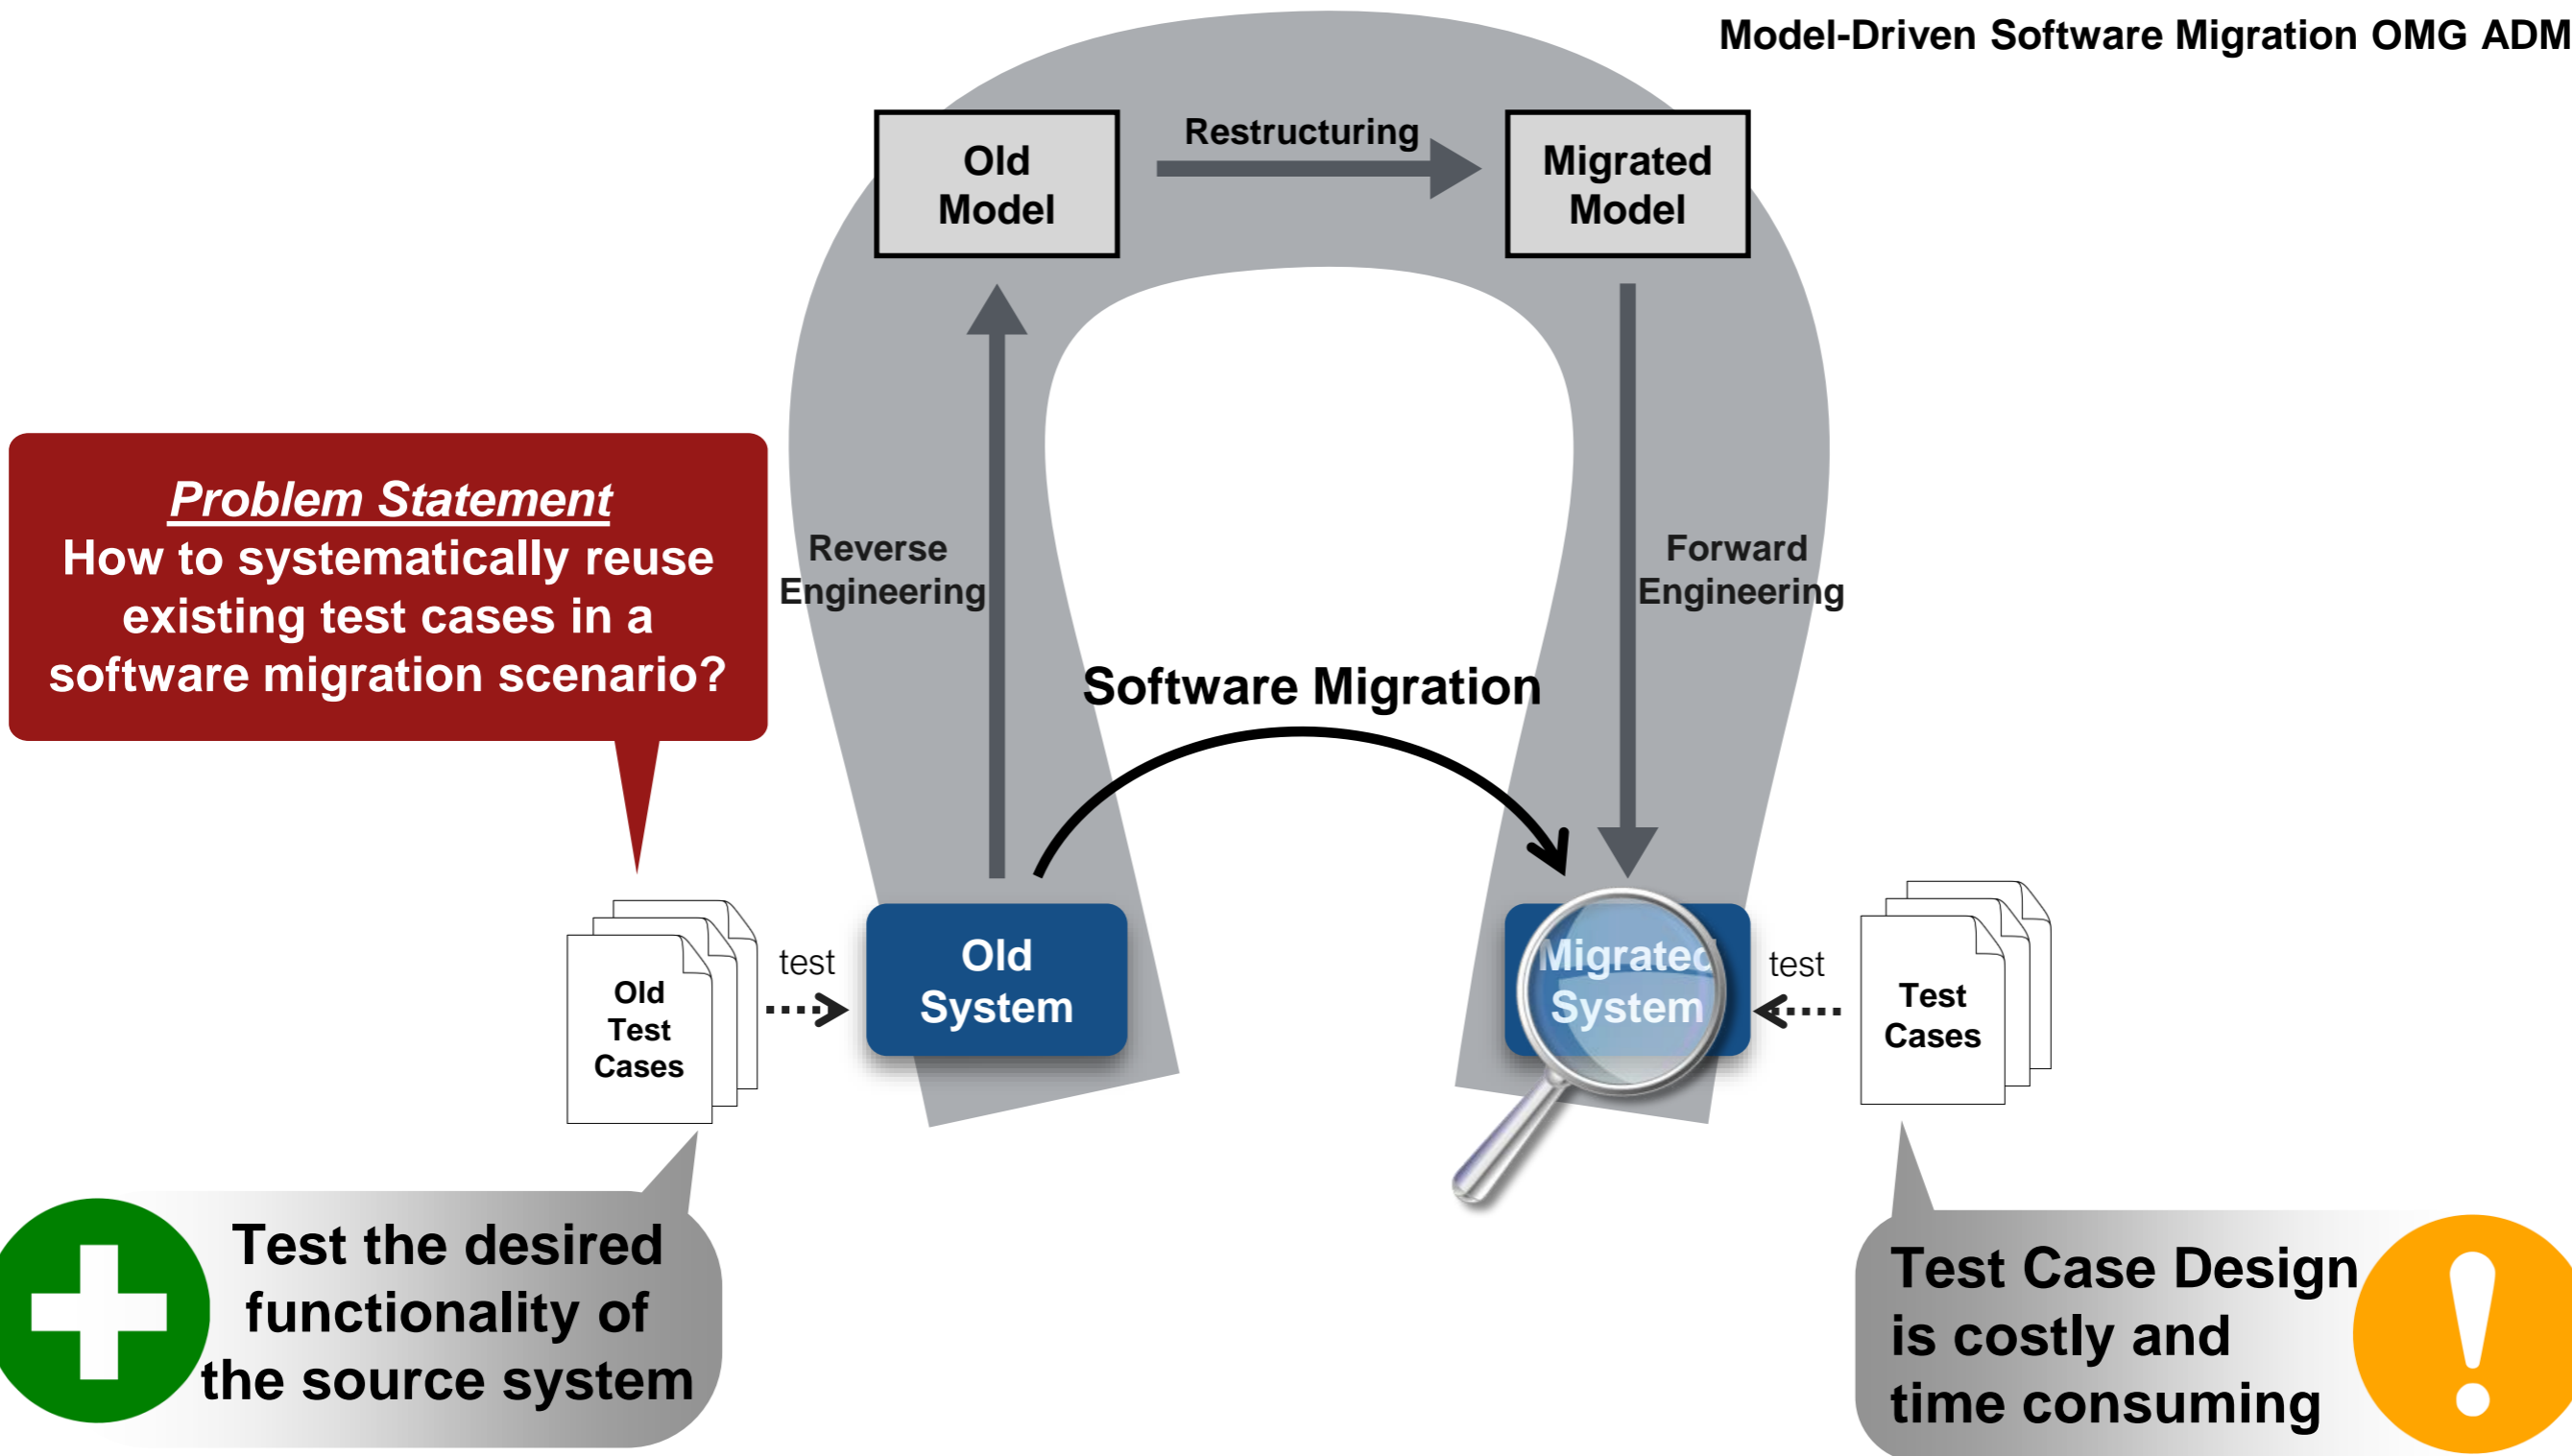 Model-Driven Software Migration OMG ADM
Old
Model
Restructuring
Migrated
Model
Problem Statement
How to systematically reuse
existing test cases in a
software migration scenario?
Reverse
Engineering
Forward
Engineering
Software Migration
Old
Test
Cases
test
Old
System
Migrated
System
test
Test
Cases
Test the desired
functionality of
the source system
Test Case Design
is costly and
time consuming